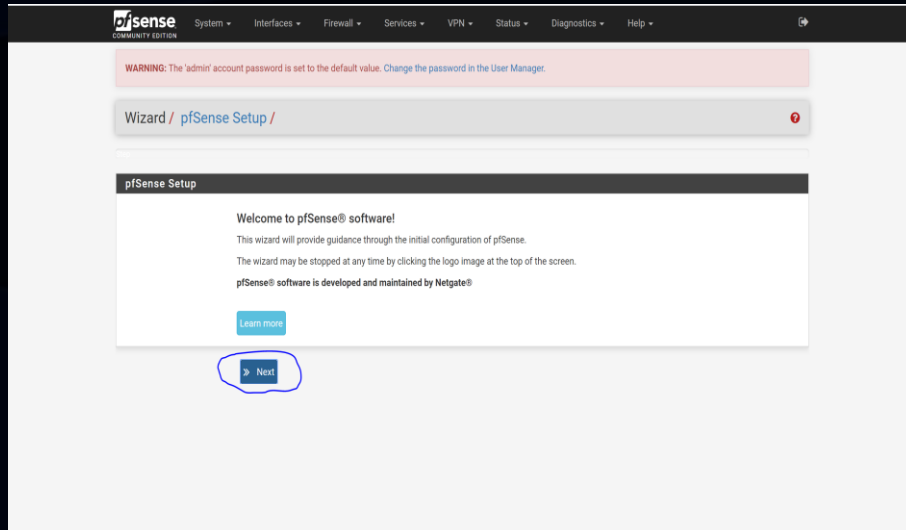 pfsense
COMMUNITY EDITION
System Interfaces Firewall Services VPN Status Diagnostics Help
WARNING: The 'admin' account password is set to the default value. Change the password in the User Manager.
Wizard / pfSense Setup /
pfSense Setup
Welcome to pfSense® software!
This wizard will provide guidance through the initial configuration of pfSense.
The wizard may be stopped at any time by clicking the logo image at the top of the screen.
pfSense® software is developed and maintained by Netgate®
Learn more
» Next